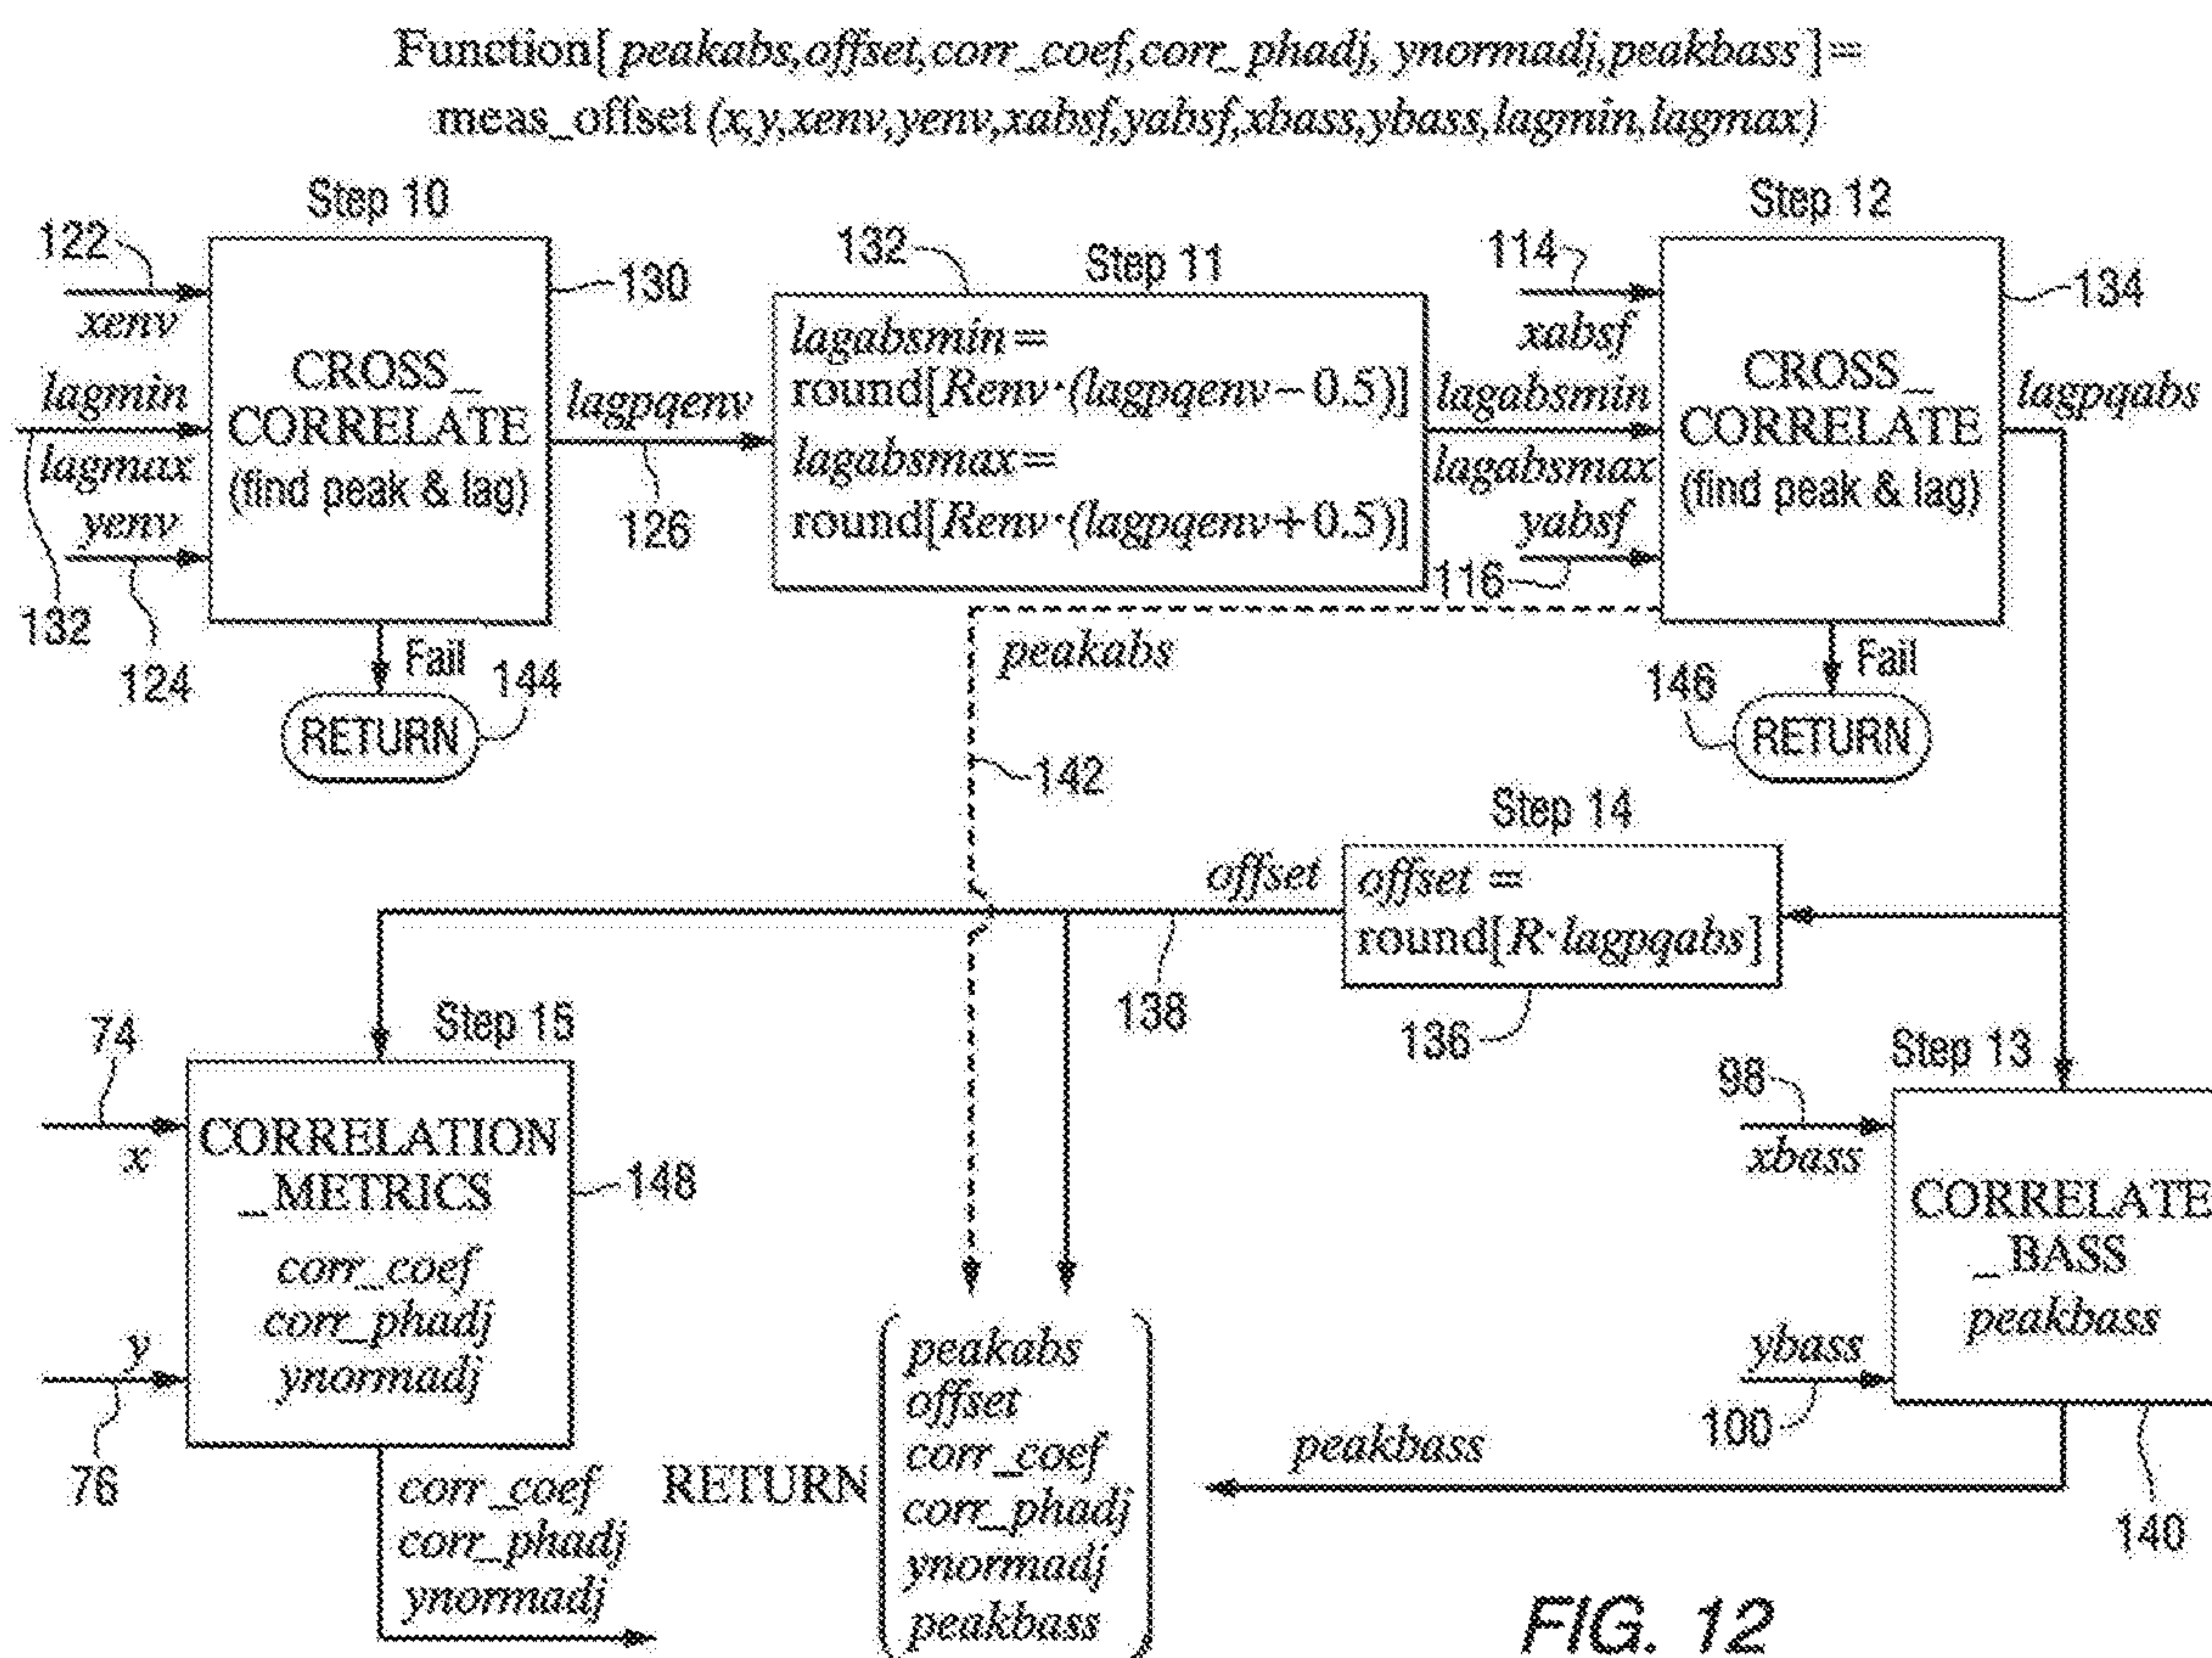 Function[ peakabs,offset,corr_coef,corr_phadj, ynormadj,peakbass ]=
meas_offset (x,y,xenv,yenv,xabsf,yabsf,xbass,ybass,lagmin,lagmax)
Step 10
122
xenv
lagmin
lagmax
yenv
132
124
130
CROSS_
CORRELATE
(find peak & lag)
Fail
144
RETURN
lagpqenv
126
132
Step 11
lagabsmin=
round[Renv·(lagpqenv−0.5)]
lagabsmax=
round[Renv·(lagpqenv+0.5)]
Step 12
114
xabsf
lagabsmin
lagabsmax
yabsf
116
134
CROSS_
CORRELATE
(find peak & lag)
lagpqabs
Fail
146
RETURN
peakabs
142
Step 14
offset
offset =
round[R·lagpqabs]
138
136
Step 15
74
x
CORRELATION
_METRICS
corr_coef
corr_phadj
ynormadj
148
y
76
corr_coef
corr_phadj
ynormadj
Step 13
98
xbass
CORRELATE
_BASS
peakbass
ybass
100
140
peakbass
RETURN
peakabs
offset
corr_coef
corr_phadj
ynormadj
peakbass
FIG. 12